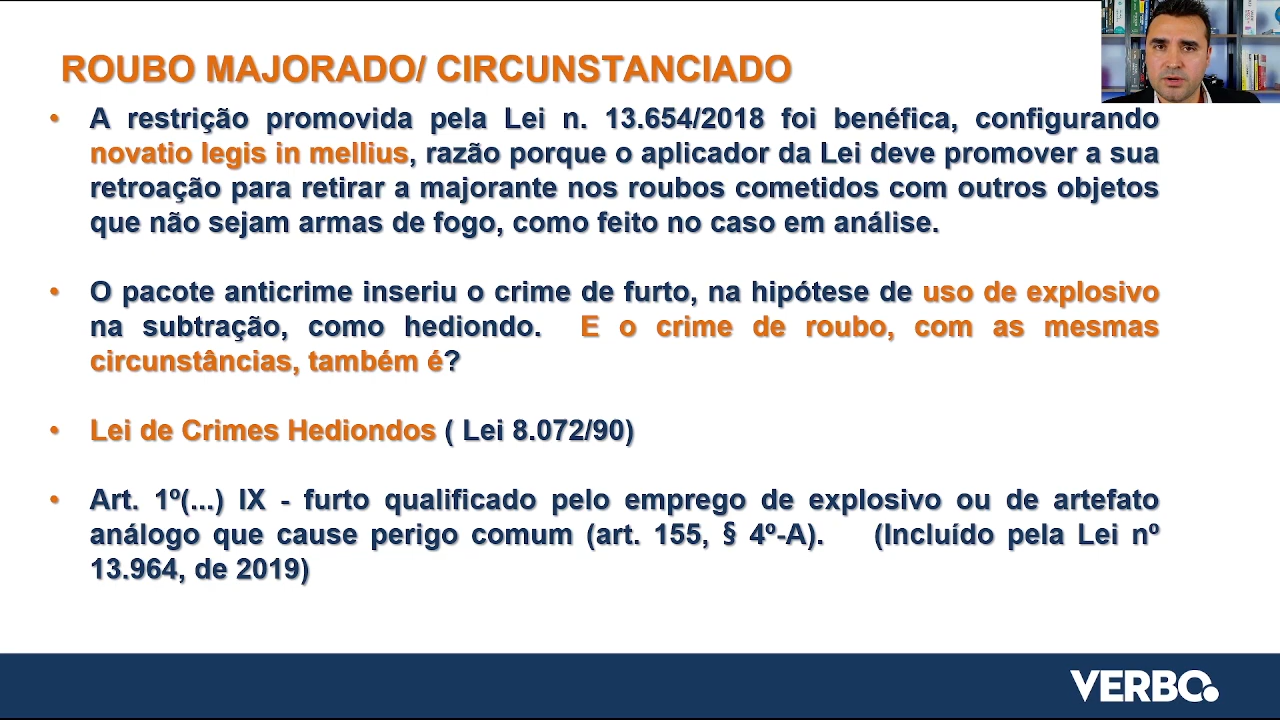 ROUBO MAJORADO/ CIRCUNSTANCIADO
• A restrição promovida pela Lei n. 13.654/2018 foi benéfica, configurando
novatio legis in mellius, razão porque o aplicador da Lei deve promover a sua
retroação para retirar a majorante nos roubos cometidos com outros objetos
que não sejam armas de fogo, como feito no caso em análise.
• O pacote anticrime inseriu o crime de furto, na hipótese de uso de explosivo
na subtração, como hediondo. E o crime de roubo, com as mesmas
circunstâncias, também é?
• Lei de Crimes Hediondos ( Lei 8.072/90)
• Art. 1º(...) IX - furto qualificado pelo emprego de explosivo ou de artefato
análogo que cause perigo comum (art. 155, § 4º-A). (Incluído pela Lei nº
13.964, de 2019)
VERBO.